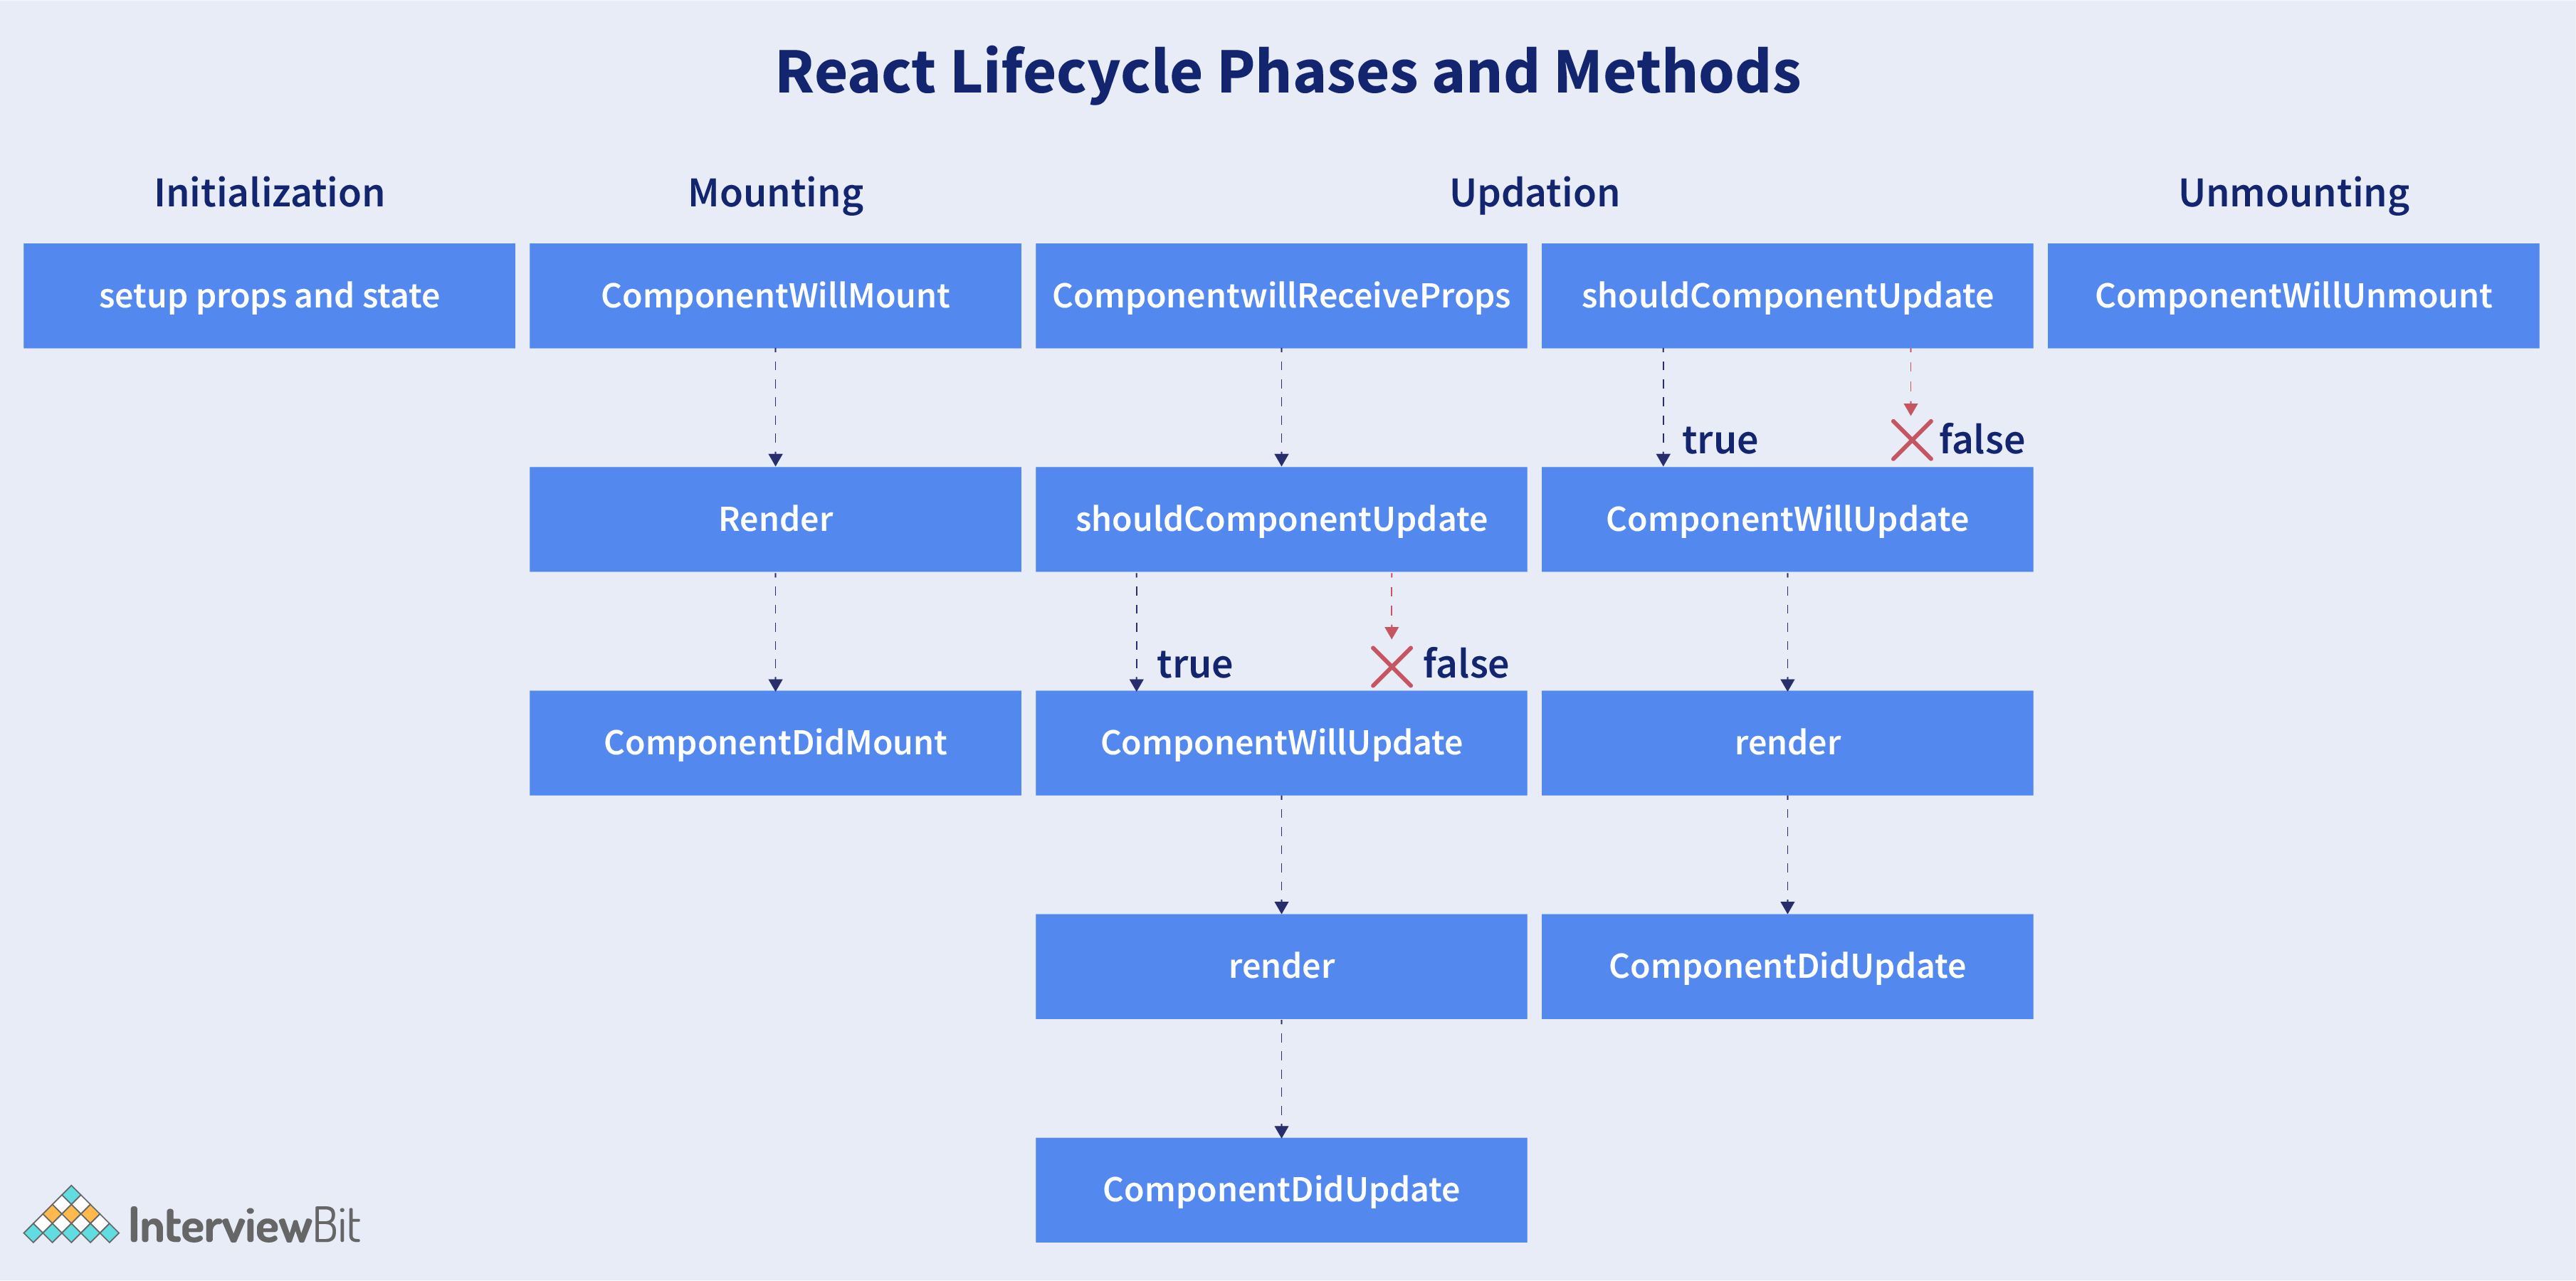 React Lifecycle Phases and Methods
Initialization
Mounting
Updation
Unmounting
setup props and state
ComponentWillMount
ComponentwillReceiveProps
shouldComponentUpdate
ComponentWillUnmount
true
false
Render
shouldComponentUpdate
ComponentWillUpdate
true
false
ComponentDidMount
ComponentWillUpdate
render
render
ComponentDidUpdate
ComponentDidUpdate
InterviewBit